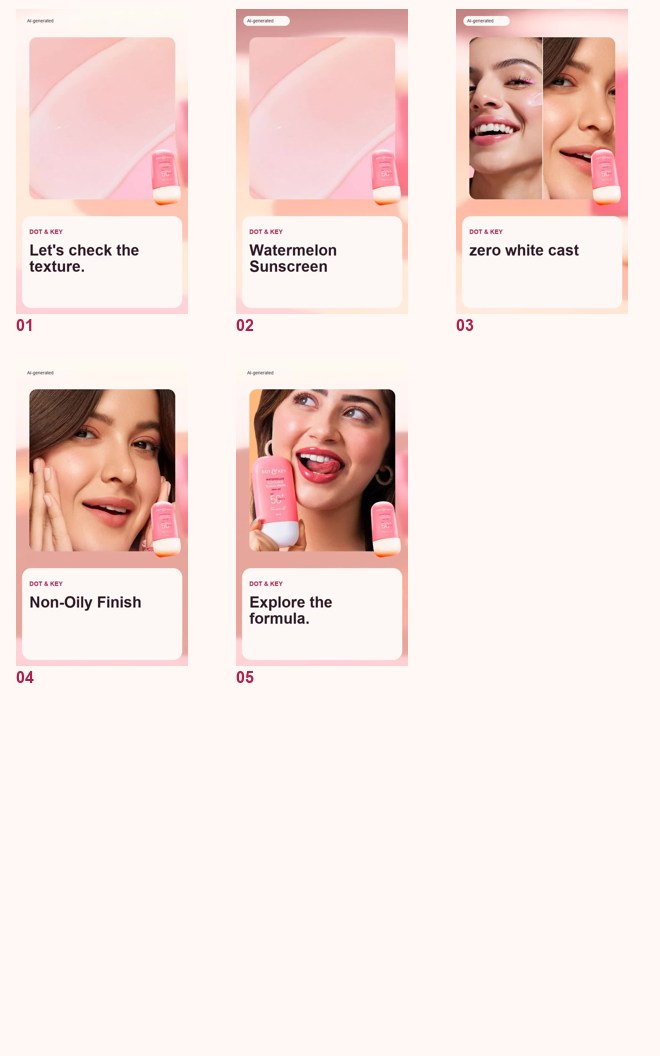 AI-generated
DOT & KEY
Let's check the
texture.
01
AI-generated
DOT & KEY
Watermelon
Sunscreen
02
AI-generated
DOT & KEY
zero white cast
03
AI-generated
DOT & KEY
Non-Oily Finish
04
AI-generated
DOT & KEY
Explore the
formula.
05